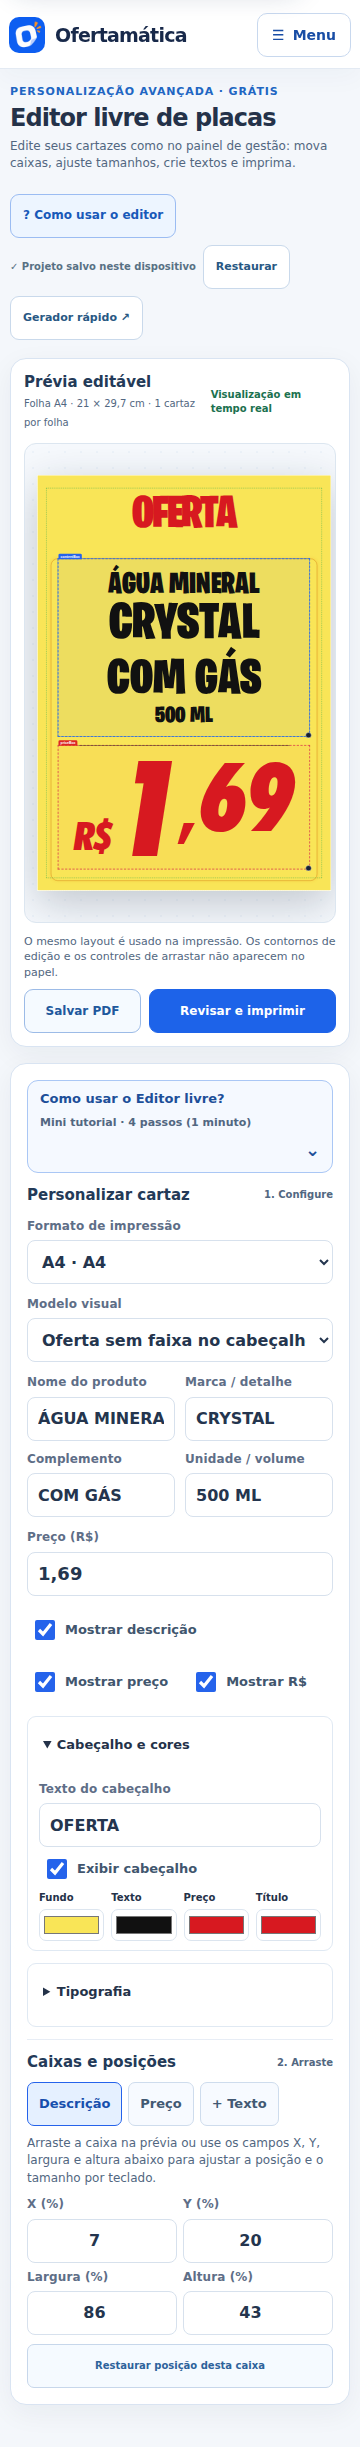 Ofertamática
☰ Menu
PERSONALIZAÇÃO AVANÇADA · GRÁTIS
Editor livre de placas
Edite seus cartazes como no painel de gestão: mova
caixas, ajuste tamanhos, crie textos e imprima.
? Como usar o editor
✓ Projeto salvo neste dispositivo
Restaurar
Gerador rápido ↗
Prévia editável
Folha A4 · 21 × 29,7 cm · 1 cartaz
por folha
Visualização em
tempo real
OFERTA
ÁGUA MINERAL
CRYSTAL
COM GÁS
500 ML
R$ 1,69
O mesmo layout é usado na impressão. Os contornos de
edição e os controles de arrastar não aparecem no
papel.
Salvar PDF
Revisar e imprimir
Como usar o Editor livre?
Mini tutorial · 4 passos (1 minuto)
Personalizar cartaz
1. Configure
Formato de impressão
A4 · A4
Modelo visual
Oferta sem faixa no cabeçalh
Nome do produto
Marca / detalhe
ÁGUA MINERA
CRYSTAL
Complemento
Unidade / volume
COM GÁS
500 ML
Preço (R$)
1,69
Mostrar descrição
Mostrar preço
Mostrar R$
▼ Cabeçalho e cores
Texto do cabeçalho
OFERTA
Exibir cabeçalho
Fundo
Texto
Preço
Título
▶ Tipografia
Caixas e posições
2. Arraste
Descrição
Preço
+ Texto
Arraste a caixa na prévia ou use os campos X, Y,
largura e altura abaixo para ajustar a posição e o
tamanho por teclado.
X (%)
Y (%)
7
20
Largura (%)
Altura (%)
86
43
Restaurar posição desta caixa